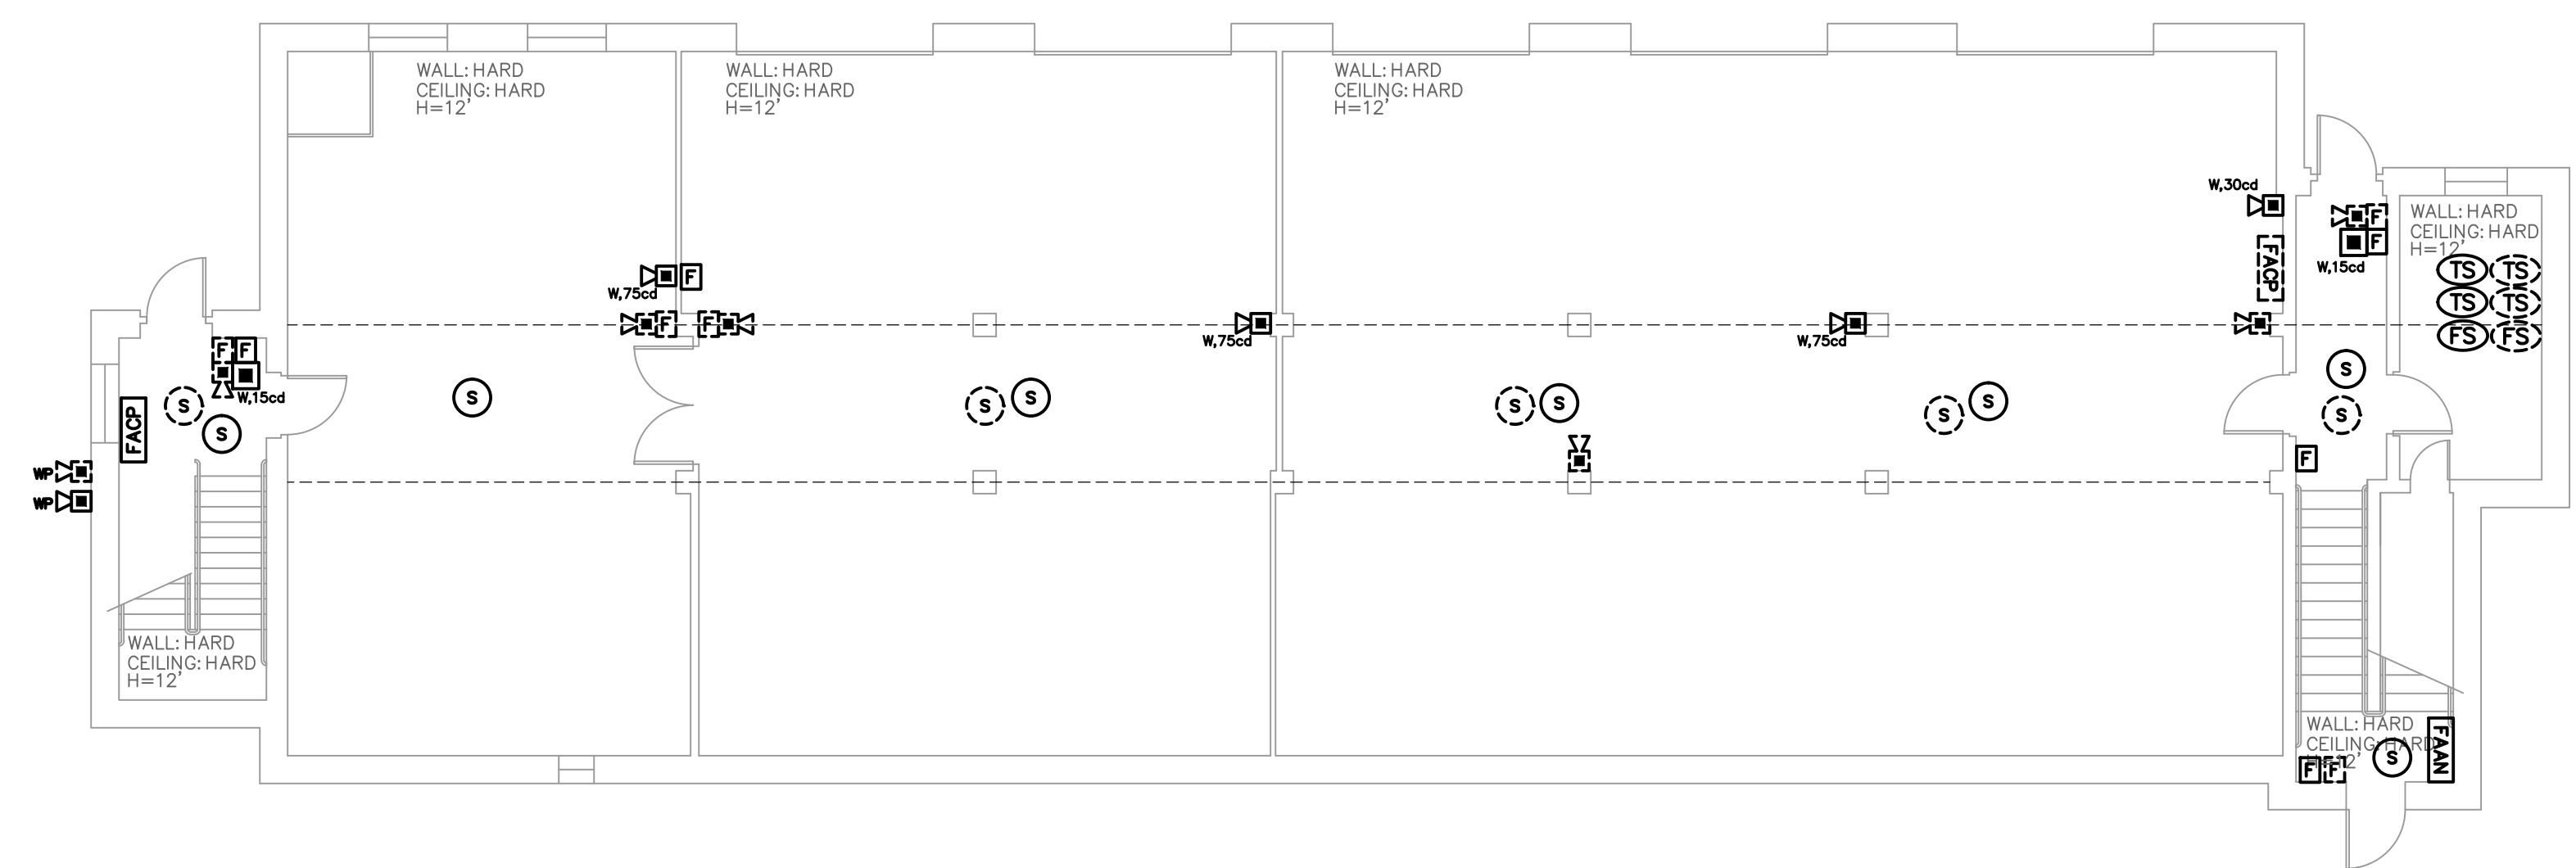 WALL: HARD
CEILING: HARD
H=12'
WALL: HARD
CEILING: HARD
H=12'
WALL: HARD
CEILING: HARD
H=12'
W,30cd
F
WALL: HARD
CEILING: HARD
H=12'
F
FACP
W,15cd
TS
TS
TS
TS
FS
FS
F
W,75cd
F
F
W,75cd
W,75cd
F
F
W,15cd
S
FACP
S
S
S
S
S
S
S
S
S
S
S
F
WP
WP
WALL: HARD
CEILING: HARD
H=12'
WALL: HARD
CEILING: HARD
H=12'
F
F
S
FAAN